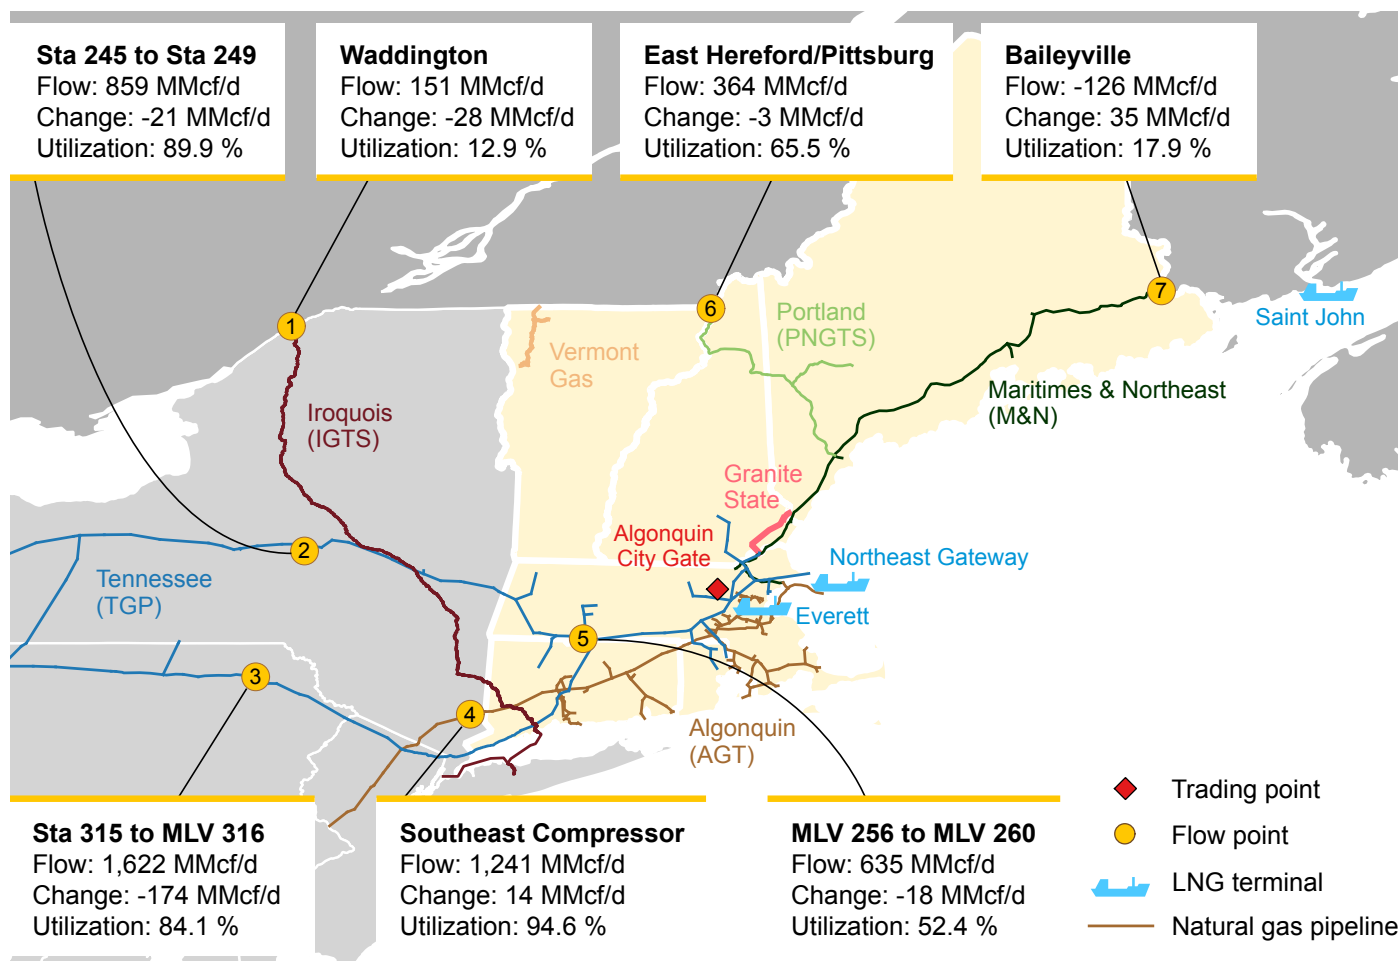 Sta 245 to Sta 249
Flow: 859 MMcf/d
Change: -21 MMcf/d
Utilization: 89.9 %
Waddington
Flow: 151 MMcf/d
Change: -28 MMcf/d
Utilization: 12.9 %
East Hereford/Pittsburg
Flow: 364 MMcf/d
Change: -3 MMcf/d
Utilization: 65.5 %
Baileyville
Flow: -126 MMcf/d
Change: 35 MMcf/d
Utilization: 17.9 %
7
6
1
Saint John
Portland
(PNGTS)
Vermont
Gas
Maritimes & Northeast
(M&N)
Iroquois
(IGTS)
Granite
State
Algonquin
City Gate
2
Northeast Gateway
Tennessee
(TGP)
Everett
5
3
4
Algonquin
(AGT)
Sta 315 to MLV 316
Flow: 1,622 MMcf/d
Change: -174 MMcf/d
Utilization: 84.1 %
Southeast Compressor
Flow: 1,241 MMcf/d
Change: 14 MMcf/d
Utilization: 94.6 %
MLV 256 to MLV 260
Flow: 635 MMcf/d
Change: -18 MMcf/d
Utilization: 52.4 %
Trading point
Flow point
LNG terminal
Natural gas pipeline